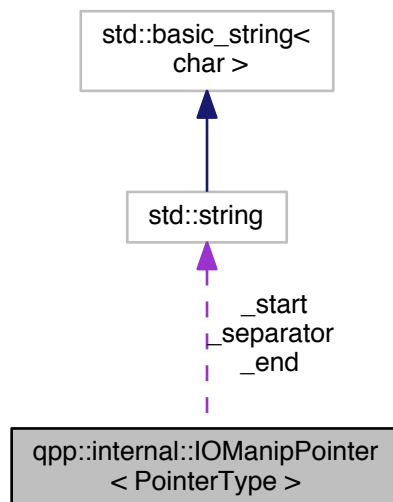 std::basic_string<
char >
std::string
_start
_separator
_end
qpp::internal::IOManipPointer
< PointerType >